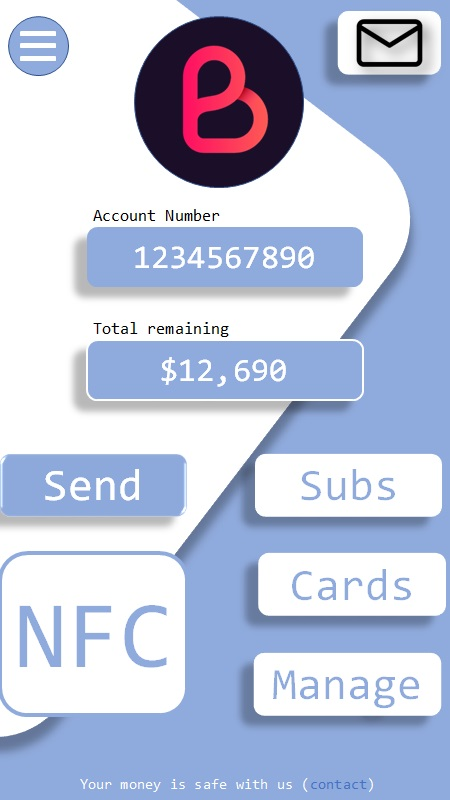 Account Number
1234567890
Total remaining
$12,690
Send
Subs
NFC
Cards
Manage
Your money is safe with us (contact)